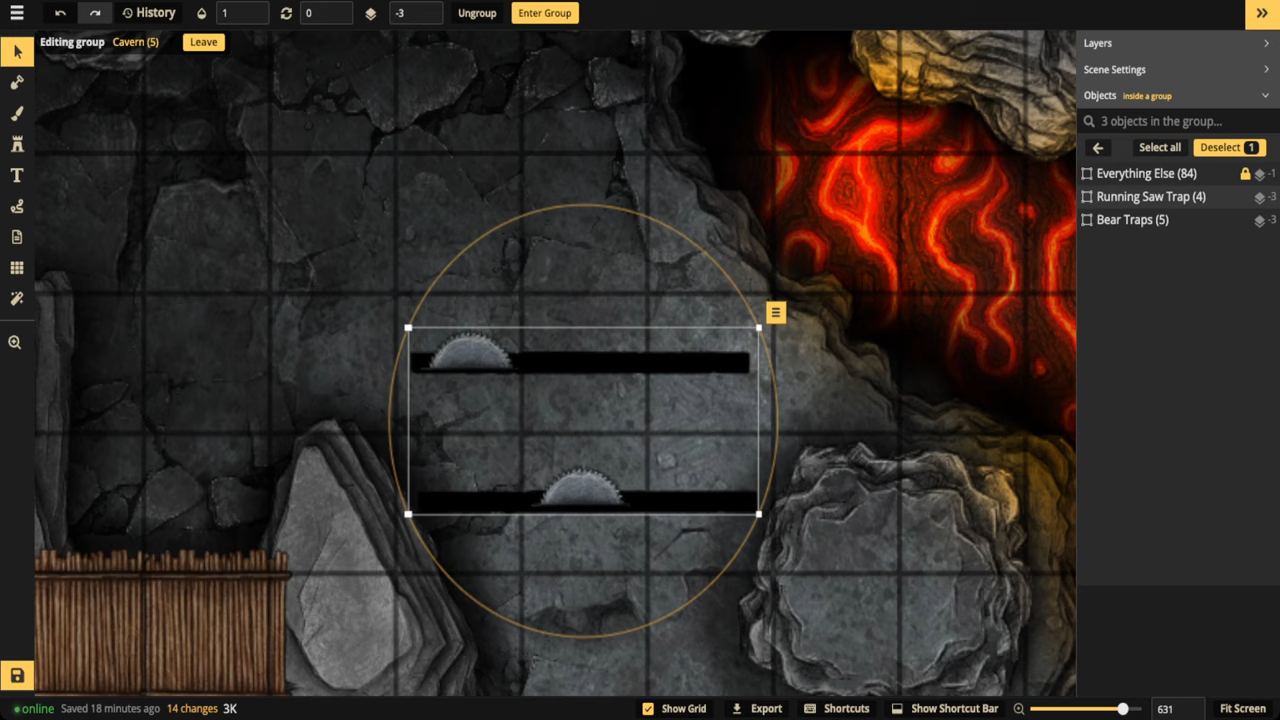 History 1 0 -3 Ungroup Enter Group
Editing group Cavern (5) Leave
Layers
Scene Settings
Objects inside a group
3 objects in the group...
Select all Deselect 1
Everything Else (84) -1
Running Saw Trap (4) -3
Bear Traps (5) -3
online Saved 18 minutes ago 14 changes 3K Show Grid Export Shortcuts Show Shortcut Bar 631 Fit Screen